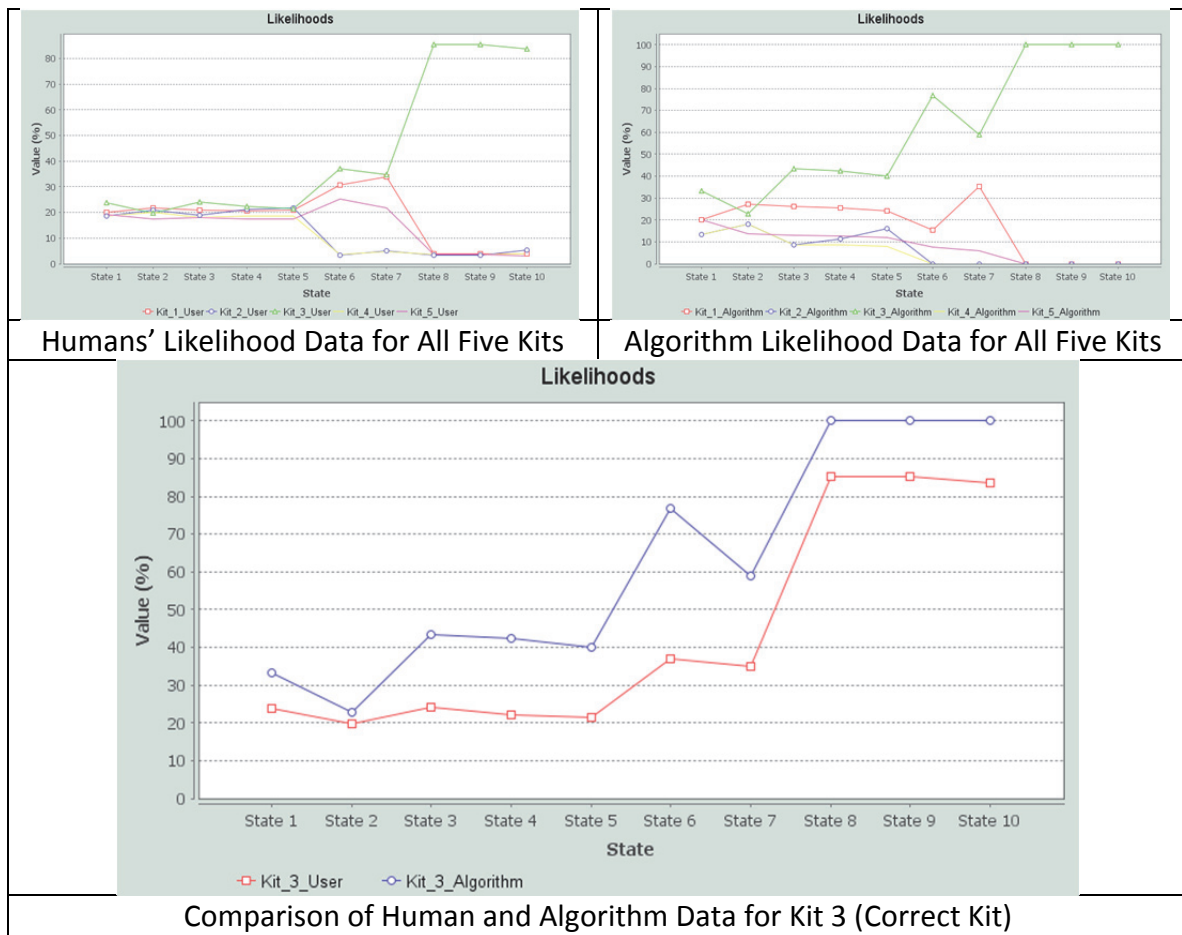 Likelihoods
Value (%)
80
70
60
50
40
30
20
10
0
State 1 State 2 State 3 State 4 State 5 State 6 State 7 State 8 State 9 State 10
State
Kit_1_User Kit_2_User Kit_3_User Kit_4_User Kit_5_User
Humans’ Likelihood Data for All Five Kits
Likelihoods
Value (%)
100
90
80
70
60
50
40
30
20
10
0
State 1 State 2 State 3 State 4 State 5 State 6 State 7 State 8 State 9 State 10
State
Kit_1_Algorithm Kit_2_Algorithm Kit_3_Algorithm Kit_4_Algorithm Kit_5_Algorithm
Algorithm Likelihood Data for All Five Kits
Likelihoods
Value (%)
100
90
80
70
60
50
40
30
20
10
0
State 1 State 2 State 3 State 4 State 5 State 6 State 7 State 8 State 9 State 10
State
Kit_3_User Kit_3_Algorithm
Comparison of Human and Algorithm Data for Kit 3 (Correct Kit)